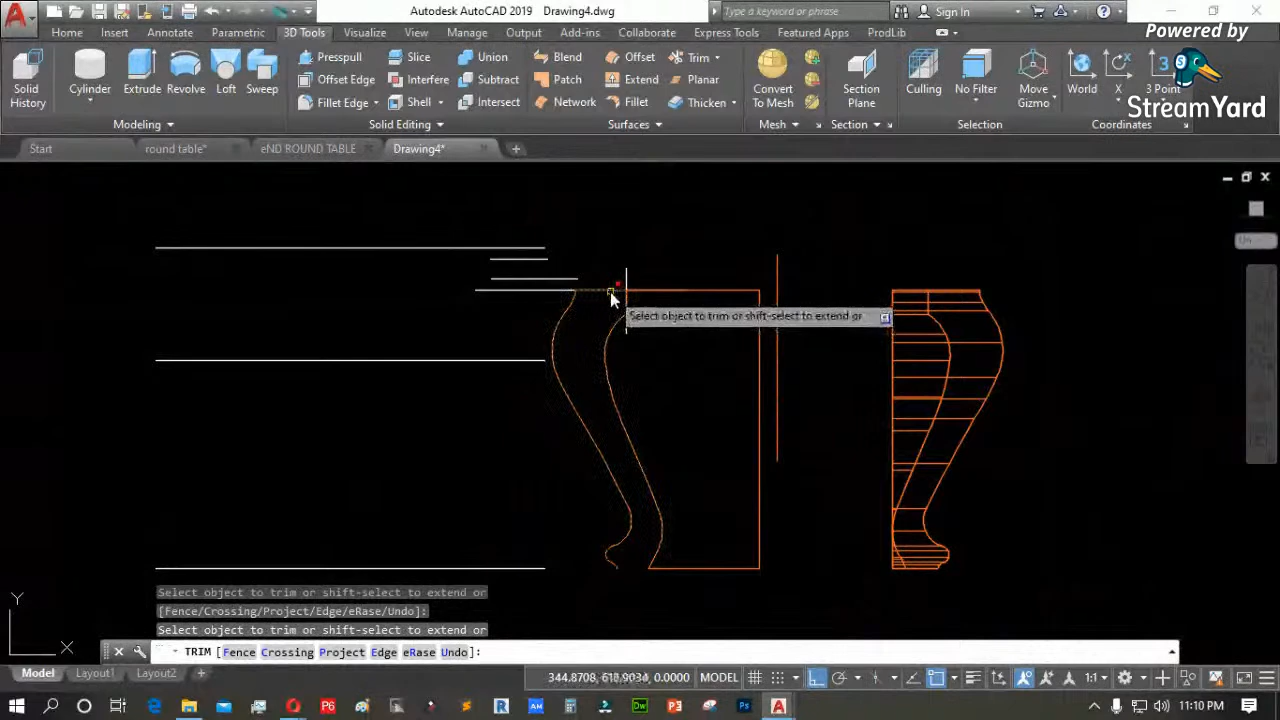 Autodesk AutoCAD 2019 Drawing4.dwg
Type a keyword or phrase
Sign In
Powered by
StreamYard
Home Insert Annotate Parametric 3D Tools Visualize View Manage Output Add-ins Collaborate Express Tools Featured Apps ProdLib
Solid History
Cylinder
Extrude
Revolve
Loft
Sweep
Presspull
Offset Edge
Fillet Edge
Slice
Interfere
Shell
Union
Subtract
Intersect
Blend
Patch
Network
Offset
Extend
Fillet
Trim
Planar
Thicken
Convert To Mesh
Section Plane
Culling
No Filter
Move Gizmo
World
X
3 Point
Modeling
Solid Editing
Surfaces
Mesh
Section
Selection
Coordinates
Start round table* eND ROUND TABLE Drawing4*
Un
Select object to trim or shift-select to extend or
Select object to trim or shift-select to extend or
[Fence/Crossing/Project/Edge/eRase/Undo]:
Select object to trim or shift-select to extend or
Y
X
TRIM [Fence Crossing Project Edge eRase Undo]:
Model Layout1 Layout2
MODEL
1:1
11:10 PM